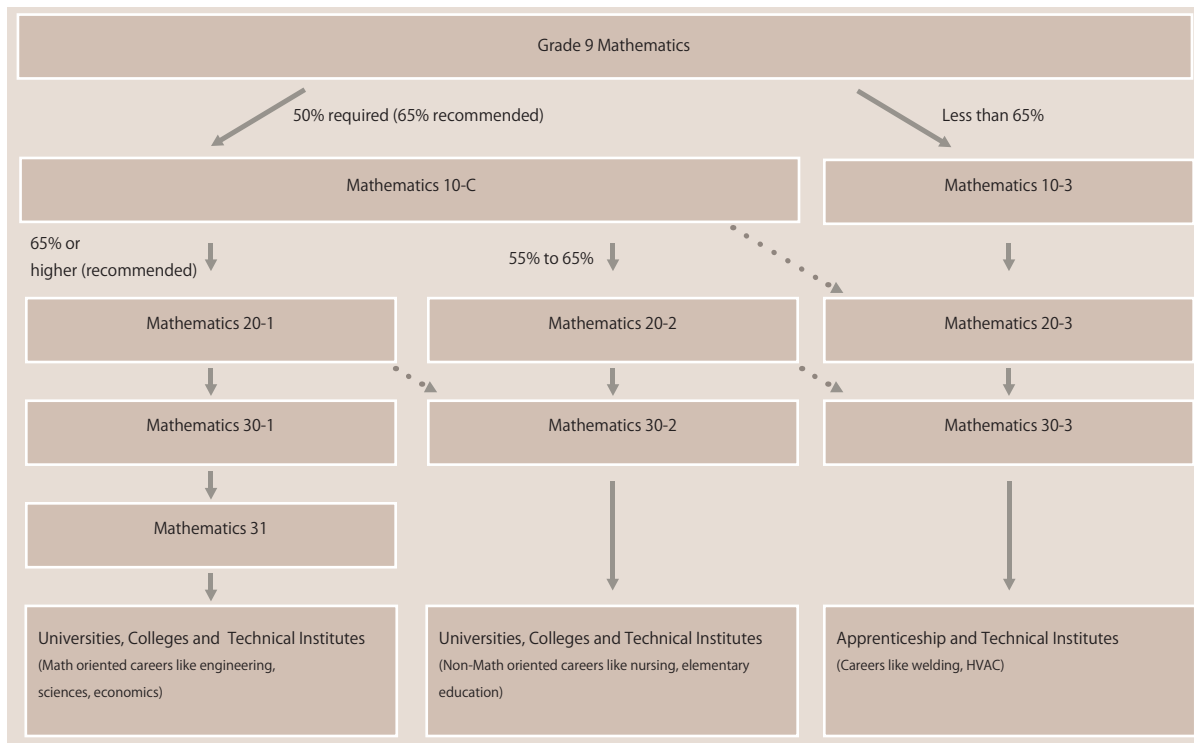 Grade 9 Mathematics
50% required (65% recommended)
Less than 65%
Mathematics 10-C
Mathematics 10-3
65% or
higher (recommended)
55% to 65%
Mathematics 20-1
Mathematics 20-2
Mathematics 20-3
Mathematics 30-1
Mathematics 30-2
Mathematics 30-3
Mathematics 31
Universities, Colleges and Technical Institutes
(Math oriented careers like engineering,
sciences, economics)
Universities, Colleges and Technical Institutes
(Non-Math oriented careers like nursing, elementary
education)
Apprenticeship and Technical Institutes
(Careers like welding, HVAC)